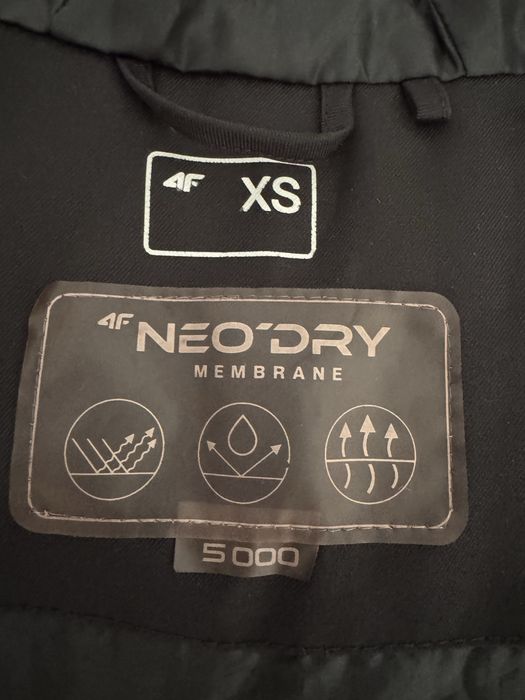 4F XS
4F NEO'DRY
MEMBRANE
5000